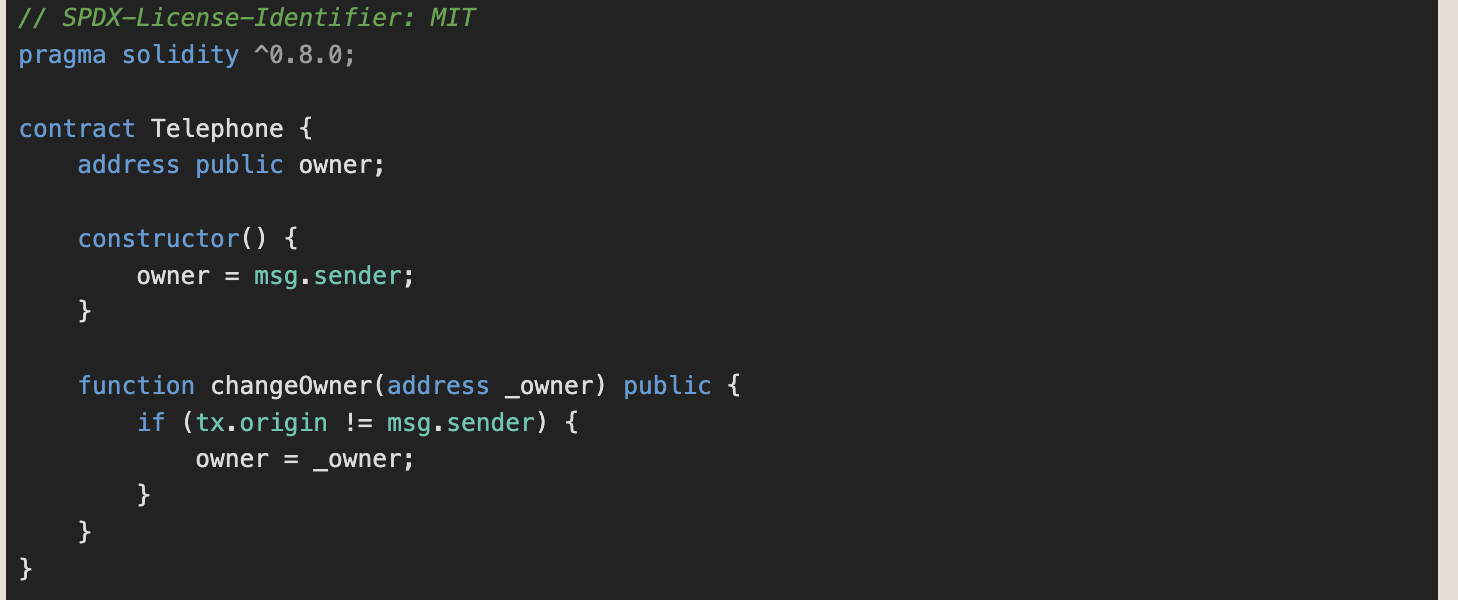 // SPDX-License-Identifier: MIT
pragma solidity ^0.8.0;

contract Telephone {
    address public owner;

    constructor() {
        owner = msg.sender;
    }

    function changeOwner(address _owner) public {
        if (tx.origin != msg.sender) {
            owner = _owner;
        }
    }
}